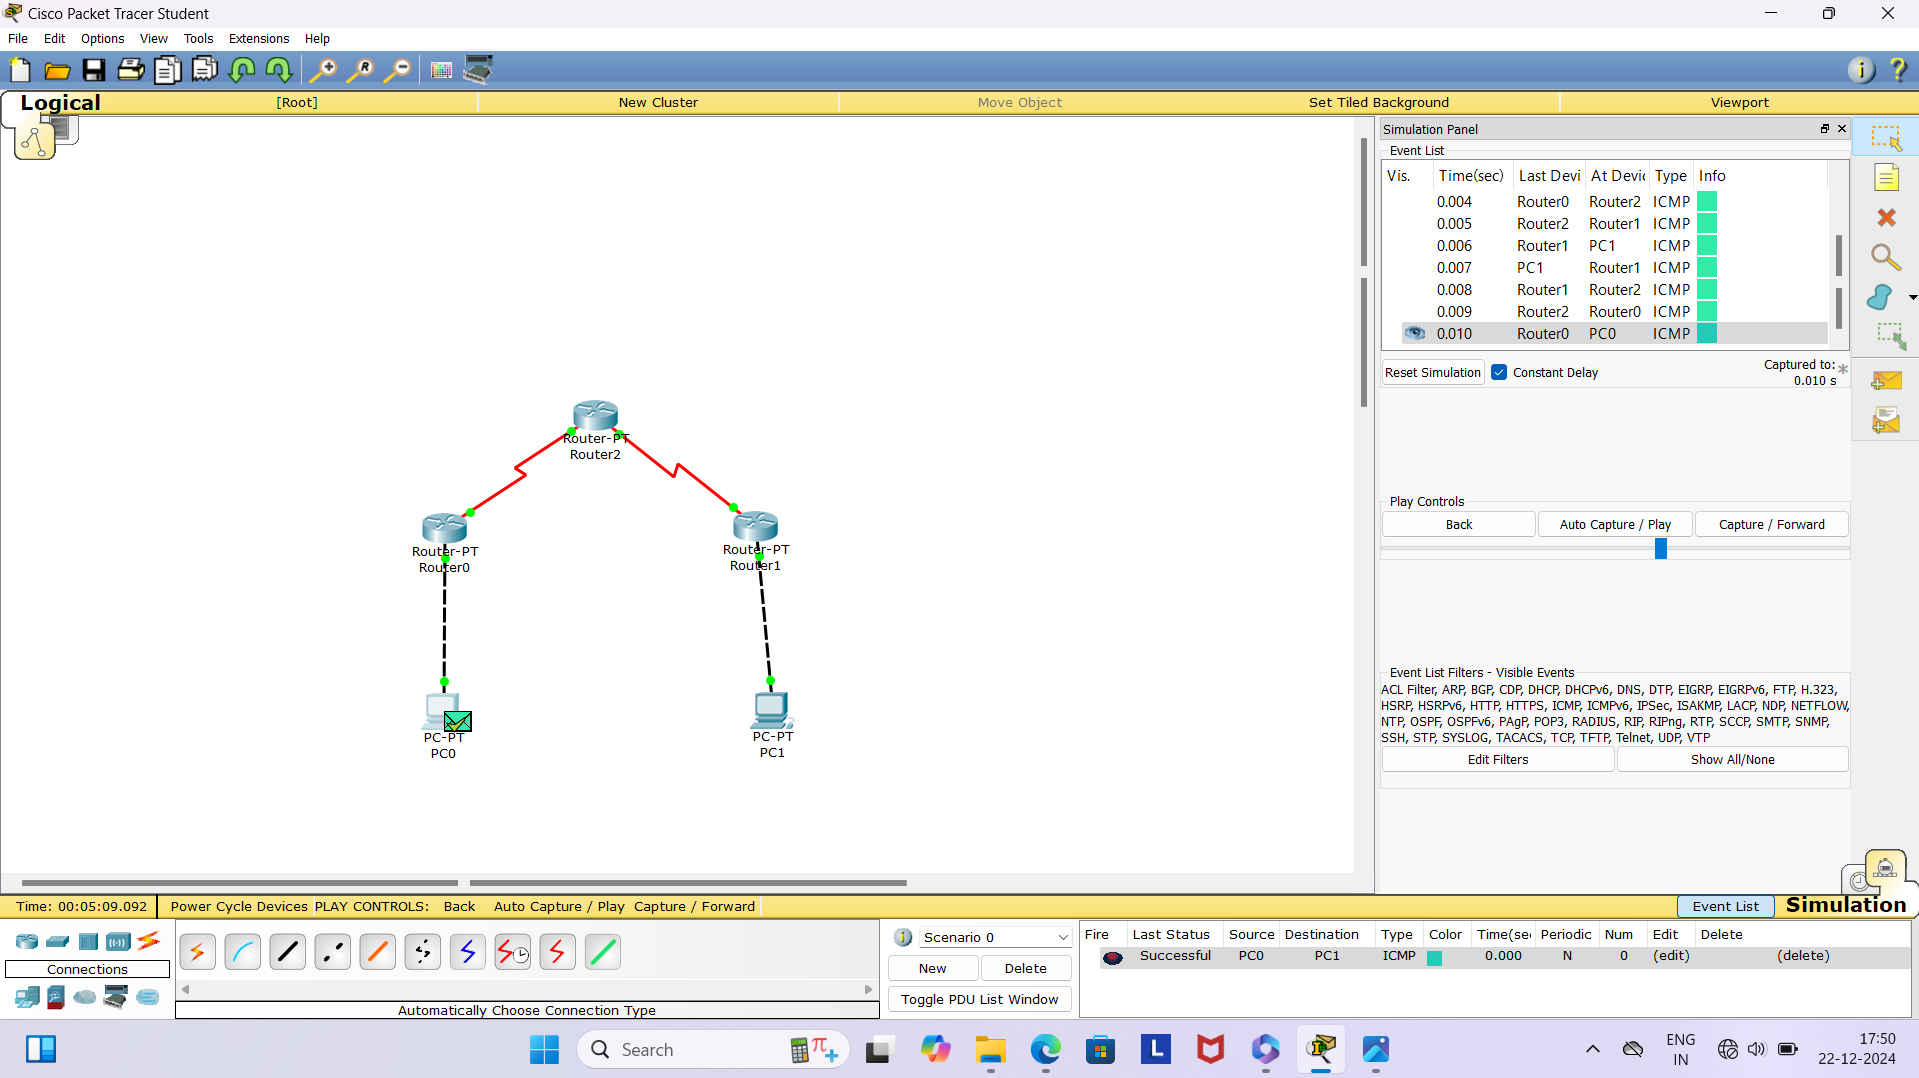 Cisco Packet Tracer Student
File Edit Options View Tools Extensions Help
Logical [Root] New Cluster Move Object Set Tiled Background Viewport
Simulation Panel
Event List
Vis. Time(sec) Last Devi At Devic Type Info
0.004 Router0 Router2 ICMP
0.005 Router2 Router1 ICMP
0.006 Router1 PC1 ICMP
0.007 PC1 Router1 ICMP
0.008 Router1 Router2 ICMP
0.009 Router2 Router0 ICMP
0.010 Router0 PC0 ICMP
Reset Simulation Constant Delay Captured to: *
0.010 s
Router-PT
Router2
Router-PT
Router0
Router-PT
Router1
PC-PT
PC0
PC-PT
PC1
Play Controls
Back Auto Capture / Play Capture / Forward
Event List Filters - Visible Events
ACL Filter, ARP, BGP, CDP, DHCP, DHCPv6, DNS, DTP, EIGRP, EIGRPv6, FTP, H.323,
HSRP, HSRPv6, HTTP, HTTPS, ICMP, ICMPv6, IPSec, ISAKMP, LACP, NDP, NETFLOW,
NTP, OSPF, OSPFv6, PAgP, POP3, RADIUS, RIP, RIPng, RTP, SCCP, SMTP, SNMP,
SSH, STP, SYSLOG, TACACS, TCP, TFTP, Telnet, UDP, VTP
Edit Filters Show All/None
Time: 00:05:09.092 Power Cycle Devices PLAY CONTROLS: Back Auto Capture / Play Capture / Forward Event List Simulation
Connections
Automatically Choose Connection Type
Scenario 0
New Delete
Toggle PDU List Window
Fire Last Status Source Destination Type Color Time(sec Periodic Num Edit Delete
Successful PC0 PC1 ICMP 0.000 N 0 (edit) (delete)
Search
ENG
IN
17:50
22-12-2024